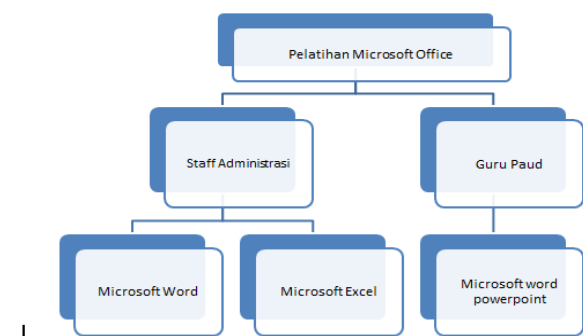 Pelatihan Microsoft Office
Staff Administrasi
Guru Paud
Microsoft Word
Microsoft Excel
Microsoft word
powerpoint